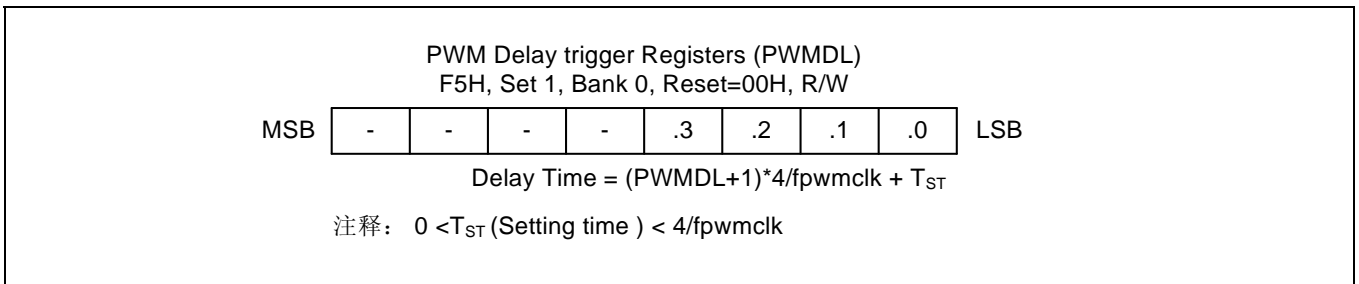 PWM Delay trigger Registers (PWMDL)
F5H, Set 1, Bank 0, Reset=00H, R/W
MSB - - - - .3 .2 .1 .0 LSB
Delay Time = (PWMDL+1)*4/fpwmclk + TST
注释： 0 <TST (Setting time ) < 4/fpwmclk